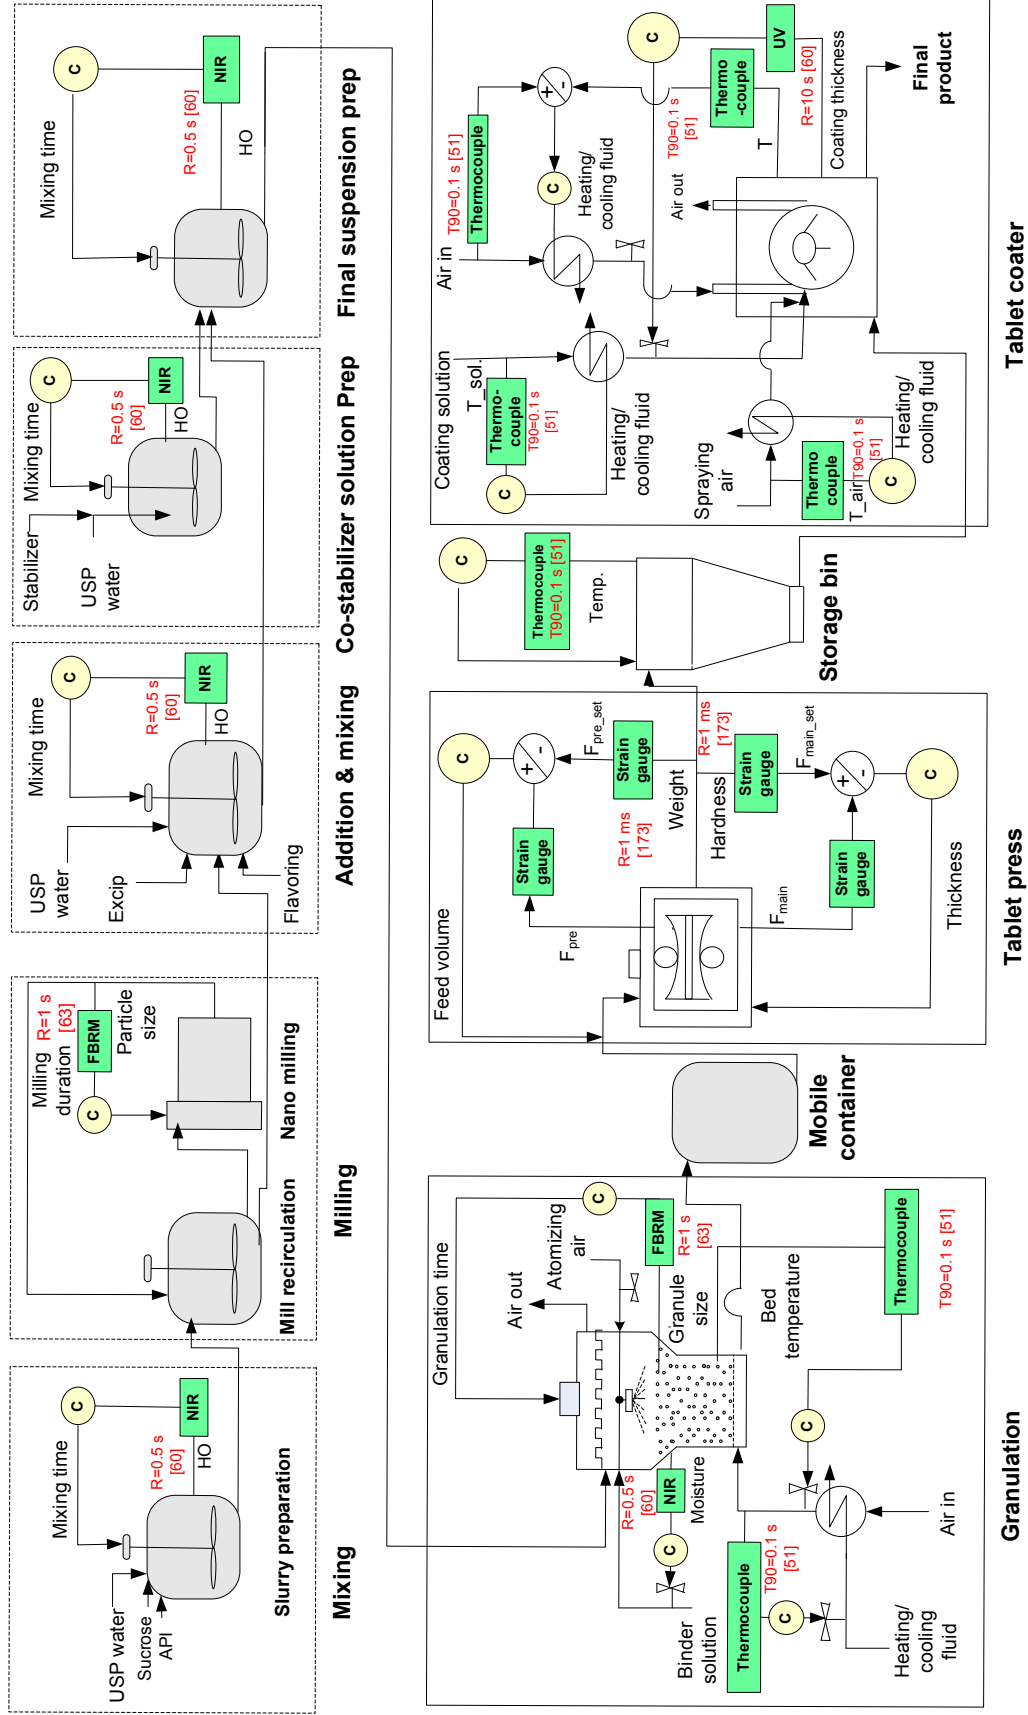 Mixing time
C
NIR
R=0.5 s
[60]
HO
USP water
Sucrose
API
Slurry preparation
Mixing
Milling
duration
R=1 s
[63]
C
FBRM
Particle
size
Mill recirculation
Nano milling
Milling
Mixing time
C
NIR
R=0.5 s
[60]
HO
USP
water
Excip
Flavoring
Addition & mixing
Mixing time
C
NIR
R=0.5 s
[60]
HO
Stabilizer
USP
water
Co-stabilizer solution Prep
Mixing time
C
NIR
R=0.5 s [60]
HO
Final suspension prep
Granulation time
Air out
Atomizing
air
C
FBRM
R=1 s
[63]
Granule
size
R=0.5 s
[60]
NIR
Moisture
C
Binder
solution
Bed
temperature
Thermocouple
T90=0.1 s [51]
C
Thermocouple
T90=0.1 s
[51]
C
Air in
Heating/
cooling
fluid
Granulation
Mobile
container
Feed volume
C
+
-
F pre_set
Strain
gauge
Strain
gauge
R=1 ms
[173]
F pre
Weight
Hardness
R=1 ms
[173]
Strain
gauge
F main_set
F main
Strain
gauge
+
-
C
Thickness
Tablet press
C
Thermocouple
T90=0.1 s [51]
Temp.
Storage bin
Air in
T90=0.1 s [51]
Thermocouple
+
-
C
Heating/
cooling fluid
C
UV
Thermo
-couple
T90=0.1 s
[51]
R=10 s [60]
T
Coating thickness
Final
product
Air out
Coating solution
T_sol.
Thermo-
couple
T90=0.1 s
[51]
C
Heating/
cooling fluid
Spraying
air
Thermo
couple
T_air
T90=0.1 s
[51]
C
Heating/
cooling fluid
Tablet coater